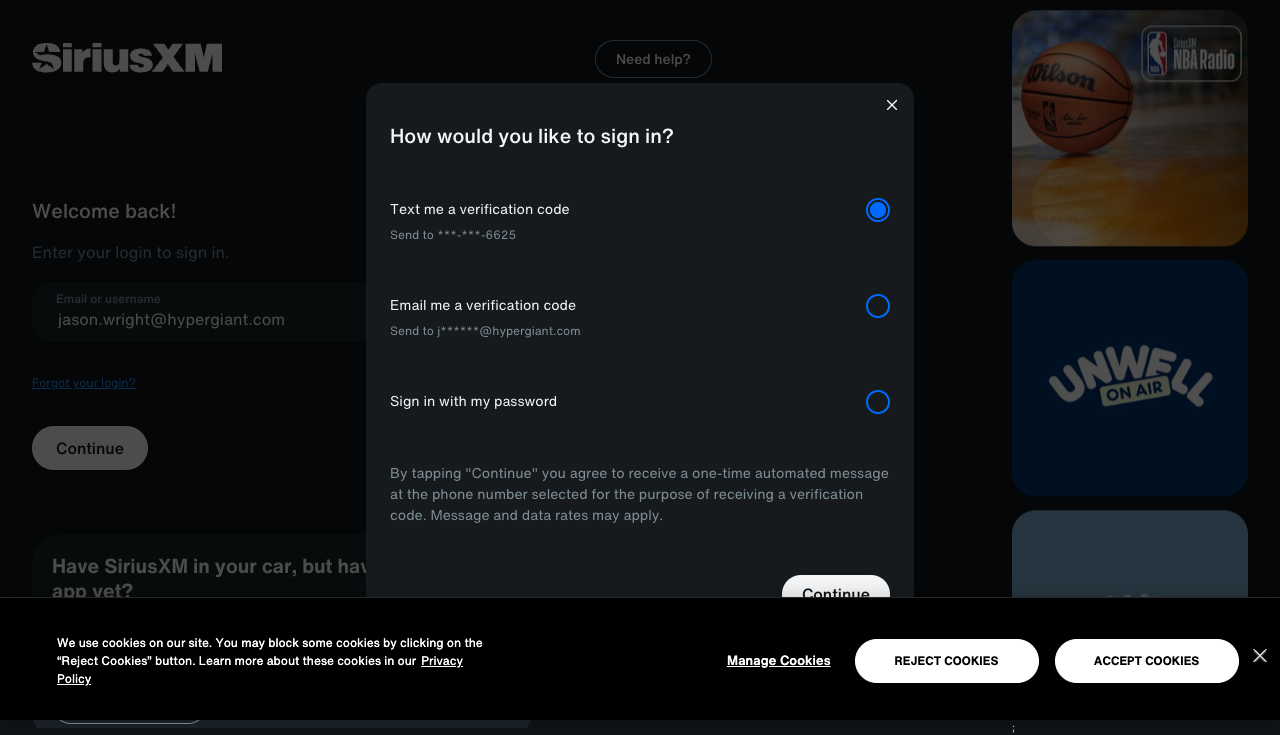 SiriusXM
Need help?
SiriusXM
NBA Radio
Wilson
How would you like to sign in?
Welcome back!
Text me a verification code
Send to ***-***-6625
Enter your login to sign in.
Email or username
jason.wright@hypergiant.com
Email me a verification code
Send to j******@hypergiant.com
Forgot your login?
Sign in with my password
UNWELL
ON AIR
Continue
By tapping "Continue" you agree to receive a one-time automated message
at the phone number selected for the purpose of receiving a verification
code. Message and data rates may apply.
Have SiriusXM in your car, but hav
app yet?
Continue
We use cookies on our site. You may block some cookies by clicking on the
“Reject Cookies” button. Learn more about these cookies in our Privacy
Policy
Manage Cookies
REJECT COOKIES
ACCEPT COOKIES
;